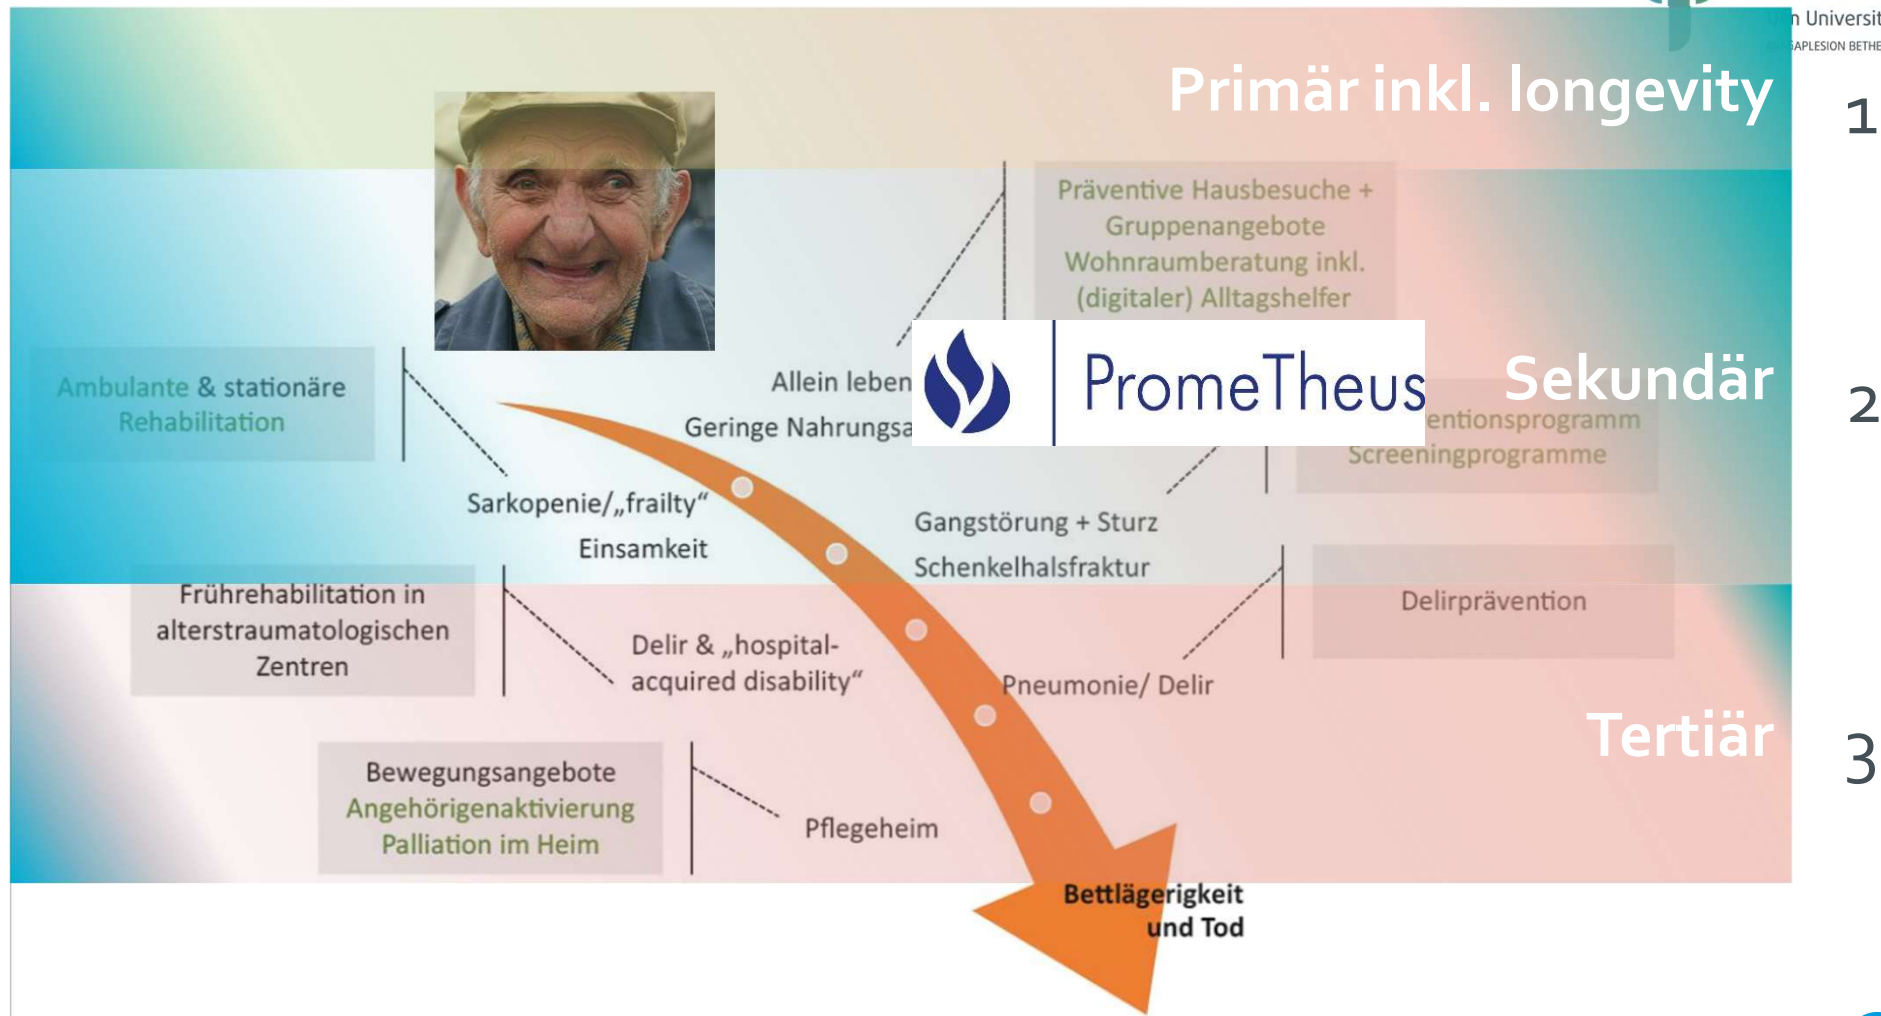 n Universit
APLESION BETHE
Primär inkl. longevity
1
Präventive Hausbesuche +
Gruppenangebote
Wohnraumberatung inkl.
(digitaler) Alltagshelfer
Ambulante & stationäre
Rehabilitation
Allein leben
Geringe Nahrungsa
PromeTheus
Sekundär
2
entionsprogramm
Screeningprogramme
Sarkopenie/„frailty“
Einsamkeit
Gangstörung + Sturz
Schenkelhalsfraktur
Frührehabilitation in
alterstraumatologischen
Zentren
Delirprävention
Delir & „hospital-
acquired disability“
Pneumonie/ Delir
Tertiär
3
Bewegungsangebote
Angehörigenaktivierung
Palliation im Heim
Pflegeheim
Bettlägerigkeit
und Tod